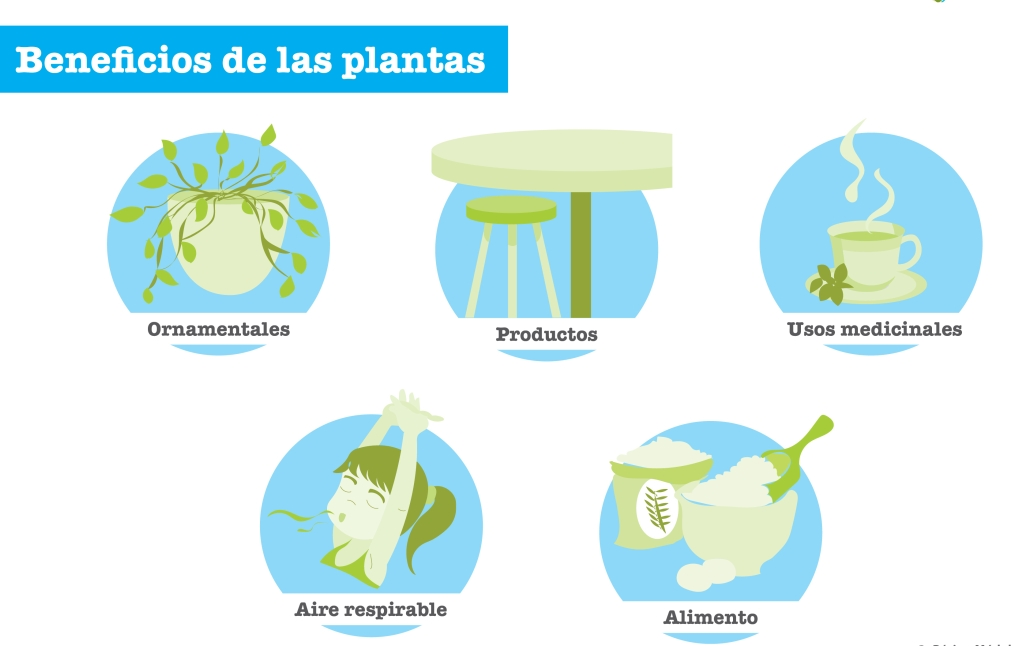 Beneficios de las plantas
Ornamentales
Productos
Usos medicinales
Aire respirable
Alimento